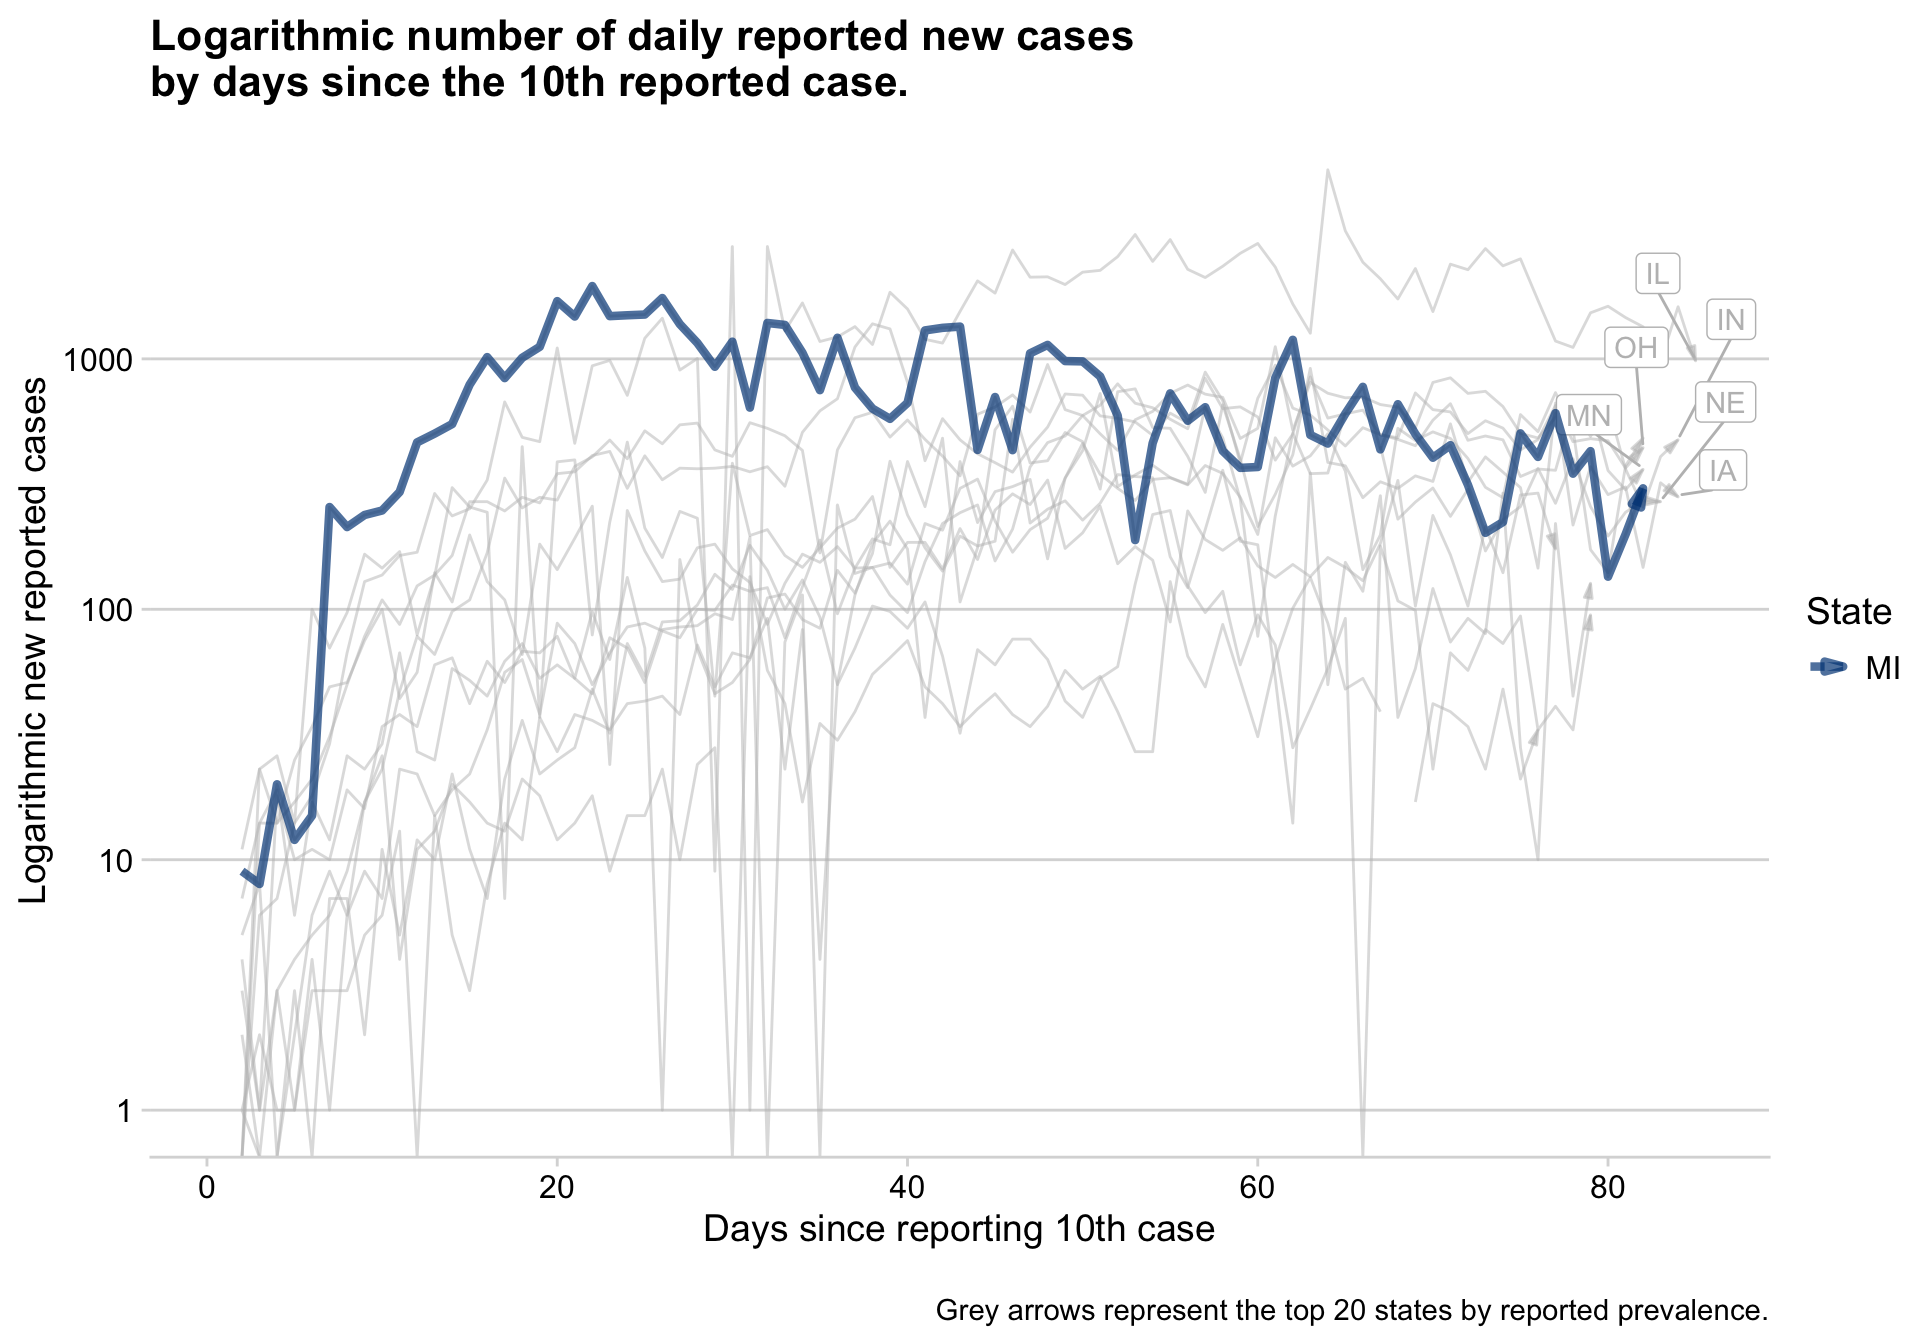 Logarithmic number of daily reported new cases
by days since the 10th reported case.
Logarithmic new reported cases
1000
100
10
1
IL
IN
OH
NE
MN
IA
State
MI
0
20
40
60
80
Days since reporting 10th case
Grey arrows represent the top 20 states by reported prevalence.